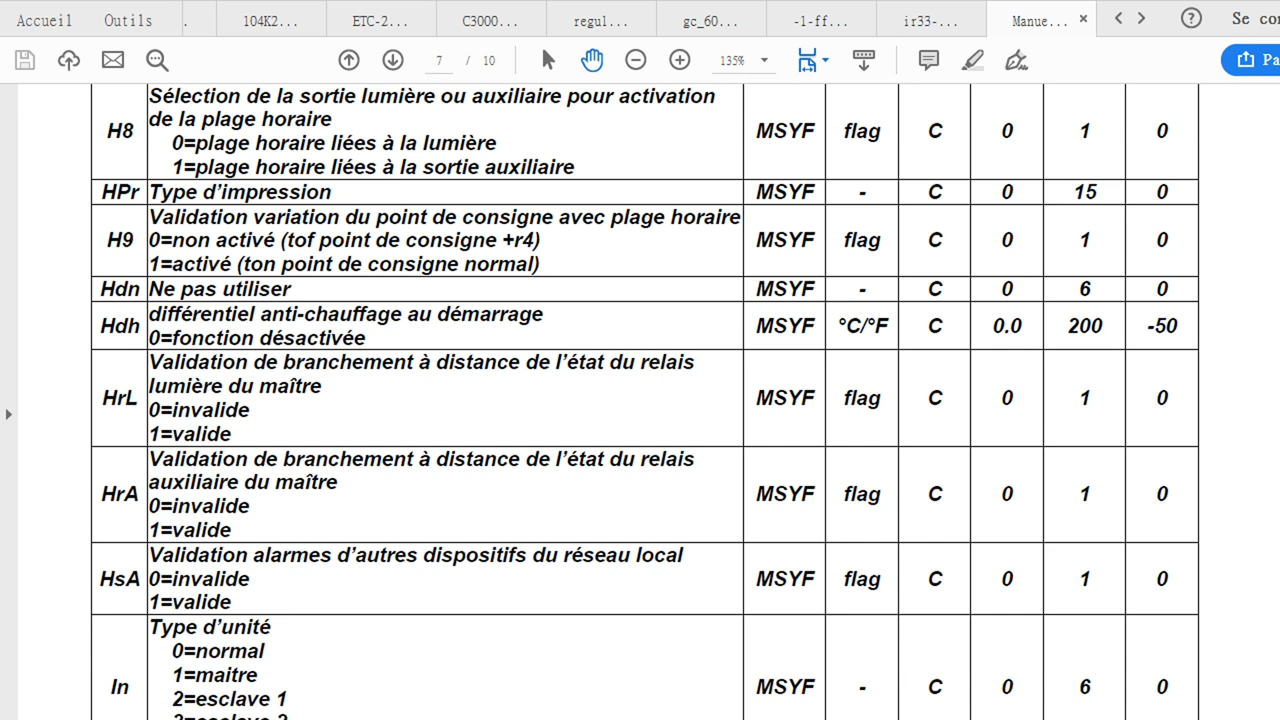 Accueil Outils . 104K2... ETC-2... C3000... regul... gc_60... -1-ff... ir33-... Manue... × ? Se con
7 / 10 135% Pa
H8 Sélection de la sortie lumière ou auxiliaire pour activation
de la plage horaire
0=plage horaire liées à la lumière
1=plage horaire liées à la sortie auxiliaire
MSYF flag C 0 1 0
HPr Type d'impression MSYF - C 0 15 0
H9 Validation variation du point de consigne avec plage horaire
0=non activé (tof point de consigne +r4)
1=activé (ton point de consigne normal)
MSYF flag C 0 1 0
Hdn Ne pas utiliser MSYF - C 0 6 0
Hdh différentiel anti-chauffage au démarrage
0=fonction désactivée
MSYF °C/°F C 0.0 200 -50
HrL Validation de branchement à distance de l'état du relais
lumière du maître
0=invalide
1=valide
MSYF flag C 0 1 0
HrA Validation de branchement à distance de l'état du relais
auxiliaire du maître
0=invalide
1=valide
MSYF flag C 0 1 0
HsA Validation alarmes d'autres dispositifs du réseau local
0=invalide
1=valide
MSYF flag C 0 1 0
In Type d'unité
0=normal
1=maitre
2=esclave 1
MSYF - C 0 6 0